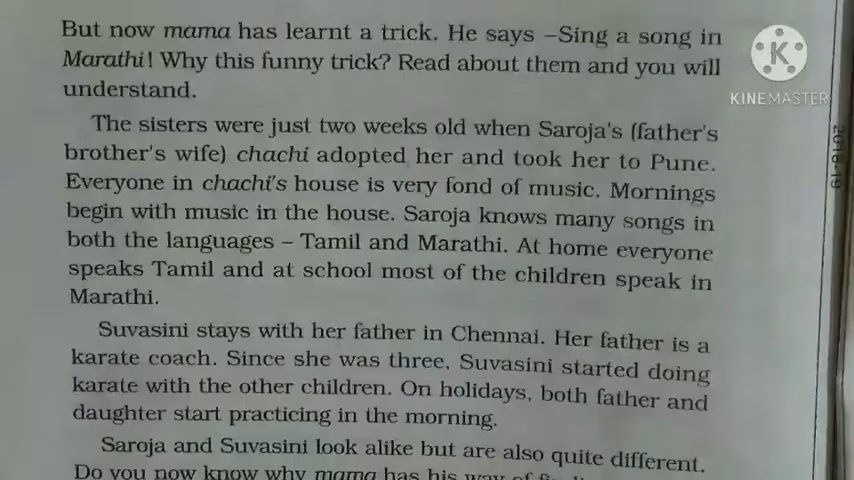 But now mama has learnt a trick. He says –Sing a song in
Marathi! Why this funny trick? Read about them and you will
understand.
The sisters were just two weeks old when Saroja's (father's
brother's wife) chachi adopted her and took her to Pune.
Everyone in chachi's house is very fond of music. Mornings
begin with music in the house. Saroja knows many songs in
both the languages – Tamil and Marathi. At home everyone
speaks Tamil and at school most of the children speak in
Marathi.
Suvasini stays with her father in Chennai. Her father is a
karate coach. Since she was three, Suvasini started doing
karate with the other children. On holidays, both father and
daughter start practicing in the morning.
Saroja and Suvasini look alike but are also quite different.
Do you now know why mama has his way of
K
KINEMASTER
2018-19